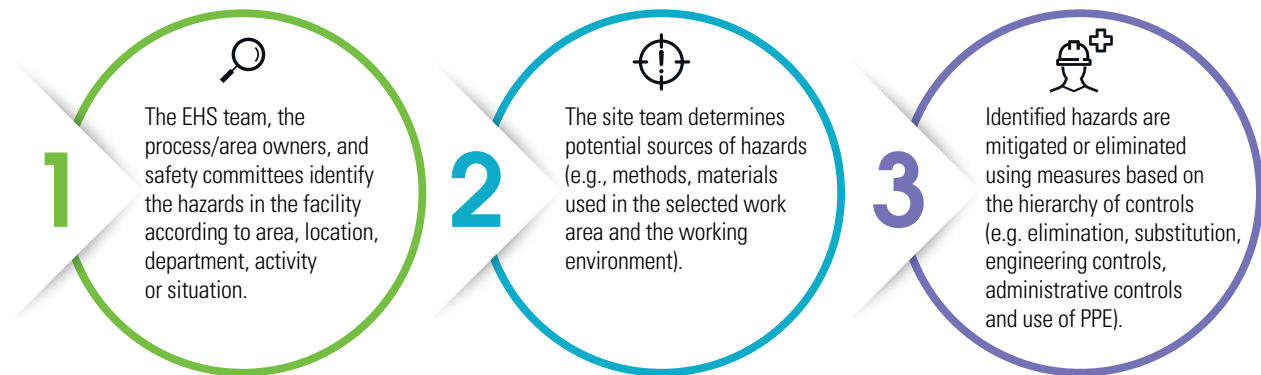 1
The EHS team, the
process/area owners, and
safety committees identify
the hazards in the facility
according to area, location,
department, activity
or situation.
2
The site team determines
potential sources of hazards
(e.g., methods, materials
used in the selected work
area and the working
environment).
3
Identified hazards are
mitigated or eliminated
using measures based on
the hierarchy of controls
(e.g. elimination, substitution,
engineering controls,
administrative controls
and use of PPE).